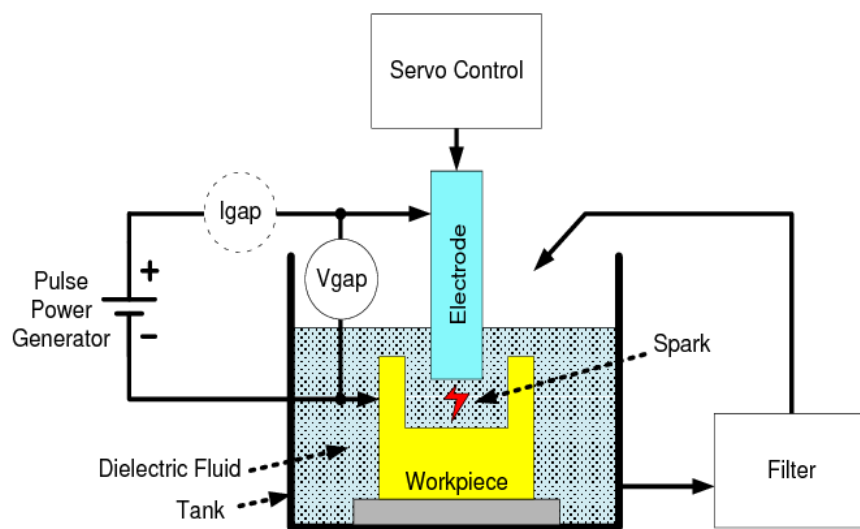 Servo Control
Igap
Vgap
Electrode
+
Pulse
Power
Generator
-
Spark
Dielectric Fluid
Workpiece
Filter
Tank